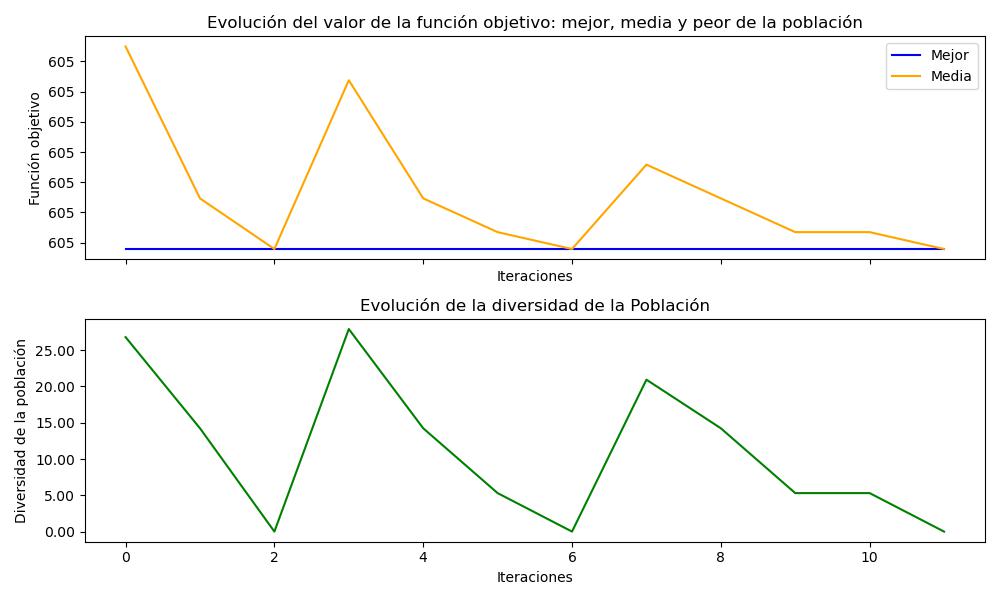 Evolución del valor de la función objetivo: mejor, media y peor de la población
Mejor
Media
605
605
605
605
605
605
605
Función objetivo
Iteraciones
Evolución de la diversidad de la Población
25.00
20.00
15.00
10.00
5.00
0.00
Diversidad de la población
0 2 4 6 8 10
Iteraciones